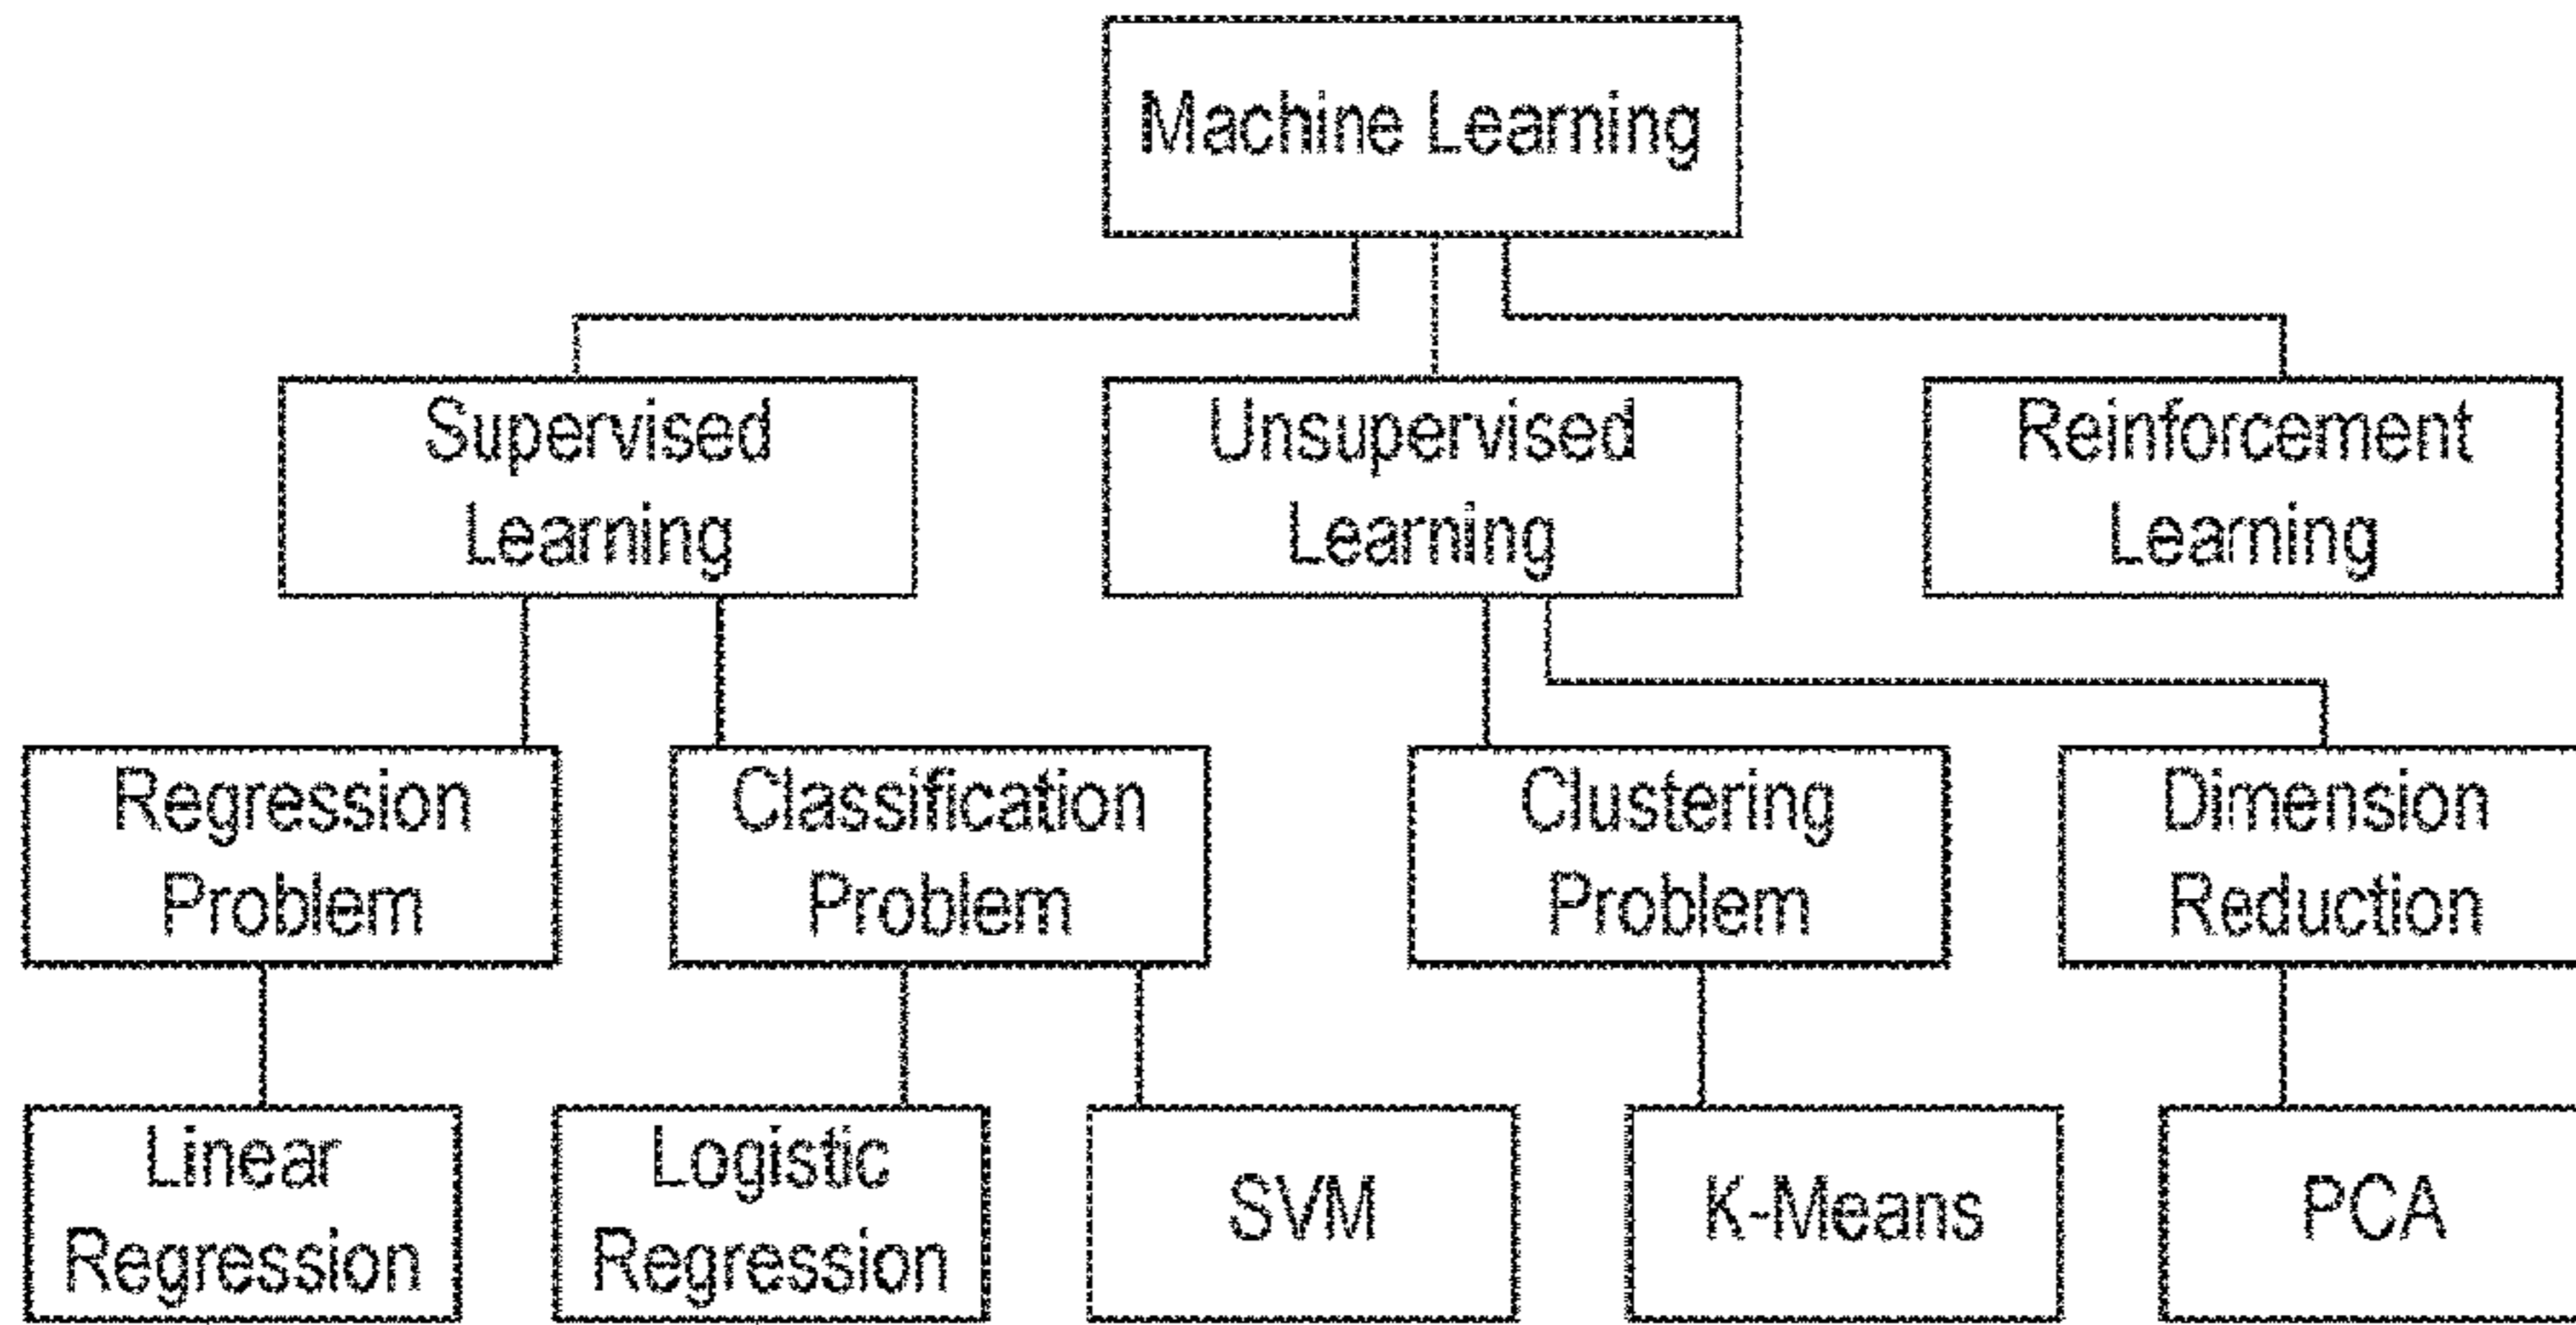 Machine Learning
Supervised
Learning
Unsupervised
Learning
Reinforcement
Learning
Regression
Problem
Classification
Problem
Clustering
Problem
Dimension
Reduction
Linear
Regression
Logistic
Regression
SVM
K-Means
PCA